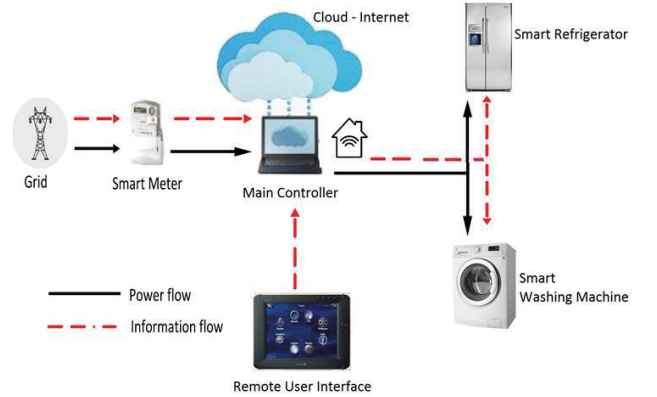 Cloud - Internet
Smart Refrigerator
Grid
Smart Meter
Main Controller
Smart
Washing Machine
Power flow
Information flow
Remote User Interface